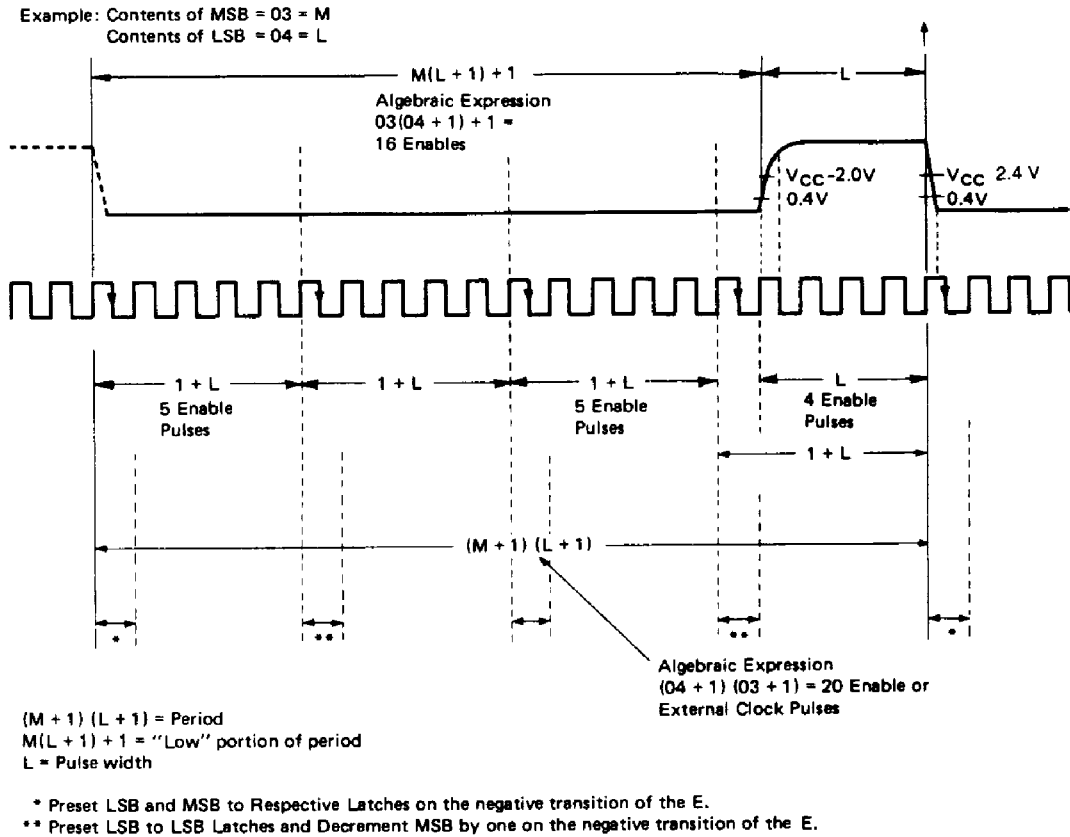 Example: Contents of MSB = 03 = M
Contents of LSB = 04 = L
M(L + 1) + 1
L
Algebraic Expression
03(04 + 1) + 1 =
16 Enables
VCC -2.0V
0.4V
VCC 2.4 V
0.4V
1 + L
5 Enable
Pulses
1 + L
1 + L
5 Enable
Pulses
L
4 Enable
Pulses
1 + L
(M + 1) (L + 1)
*
**
**
*
Algebraic Expression
(04 + 1) (03 + 1) = 20 Enable or
External Clock Pulses
(M + 1) (L + 1) = Period
M(L + 1) + 1 = "Low" portion of period
L = Pulse width
* Preset LSB and MSB to Respective Latches on the negative transition of the E.
** Preset LSB to LSB Latches and Decrement MSB by one on the negative transition of the E.